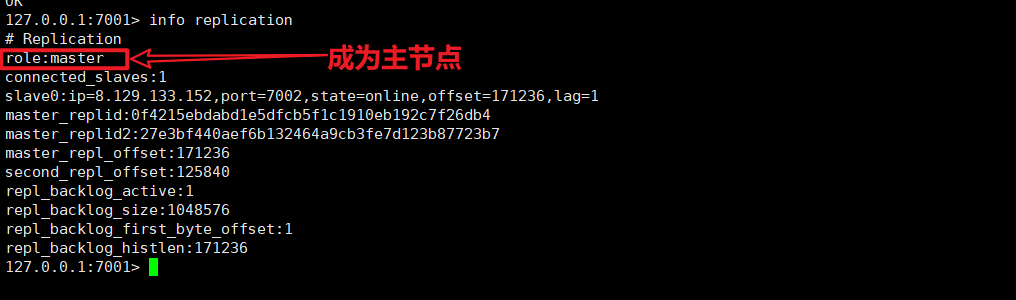 OK
127.0.0.1:7001> info replication
# Replication
role:master
成为主节点
connected_slaves:1
slave0:ip=8.129.133.152,port=7002,state=online,offset=171236,lag=1
master_replid:0f4215ebdabd1e5dfcb5f1c1910eb192c7f26db4
master_replid2:27e3bf440aef6b132464a9cb3fe7d123b87723b7
master_repl_offset:171236
second_repl_offset:125840
repl_backlog_active:1
repl_backlog_size:1048576
repl_backlog_first_byte_offset:1
repl_backlog_histlen:171236
127.0.0.1:7001>